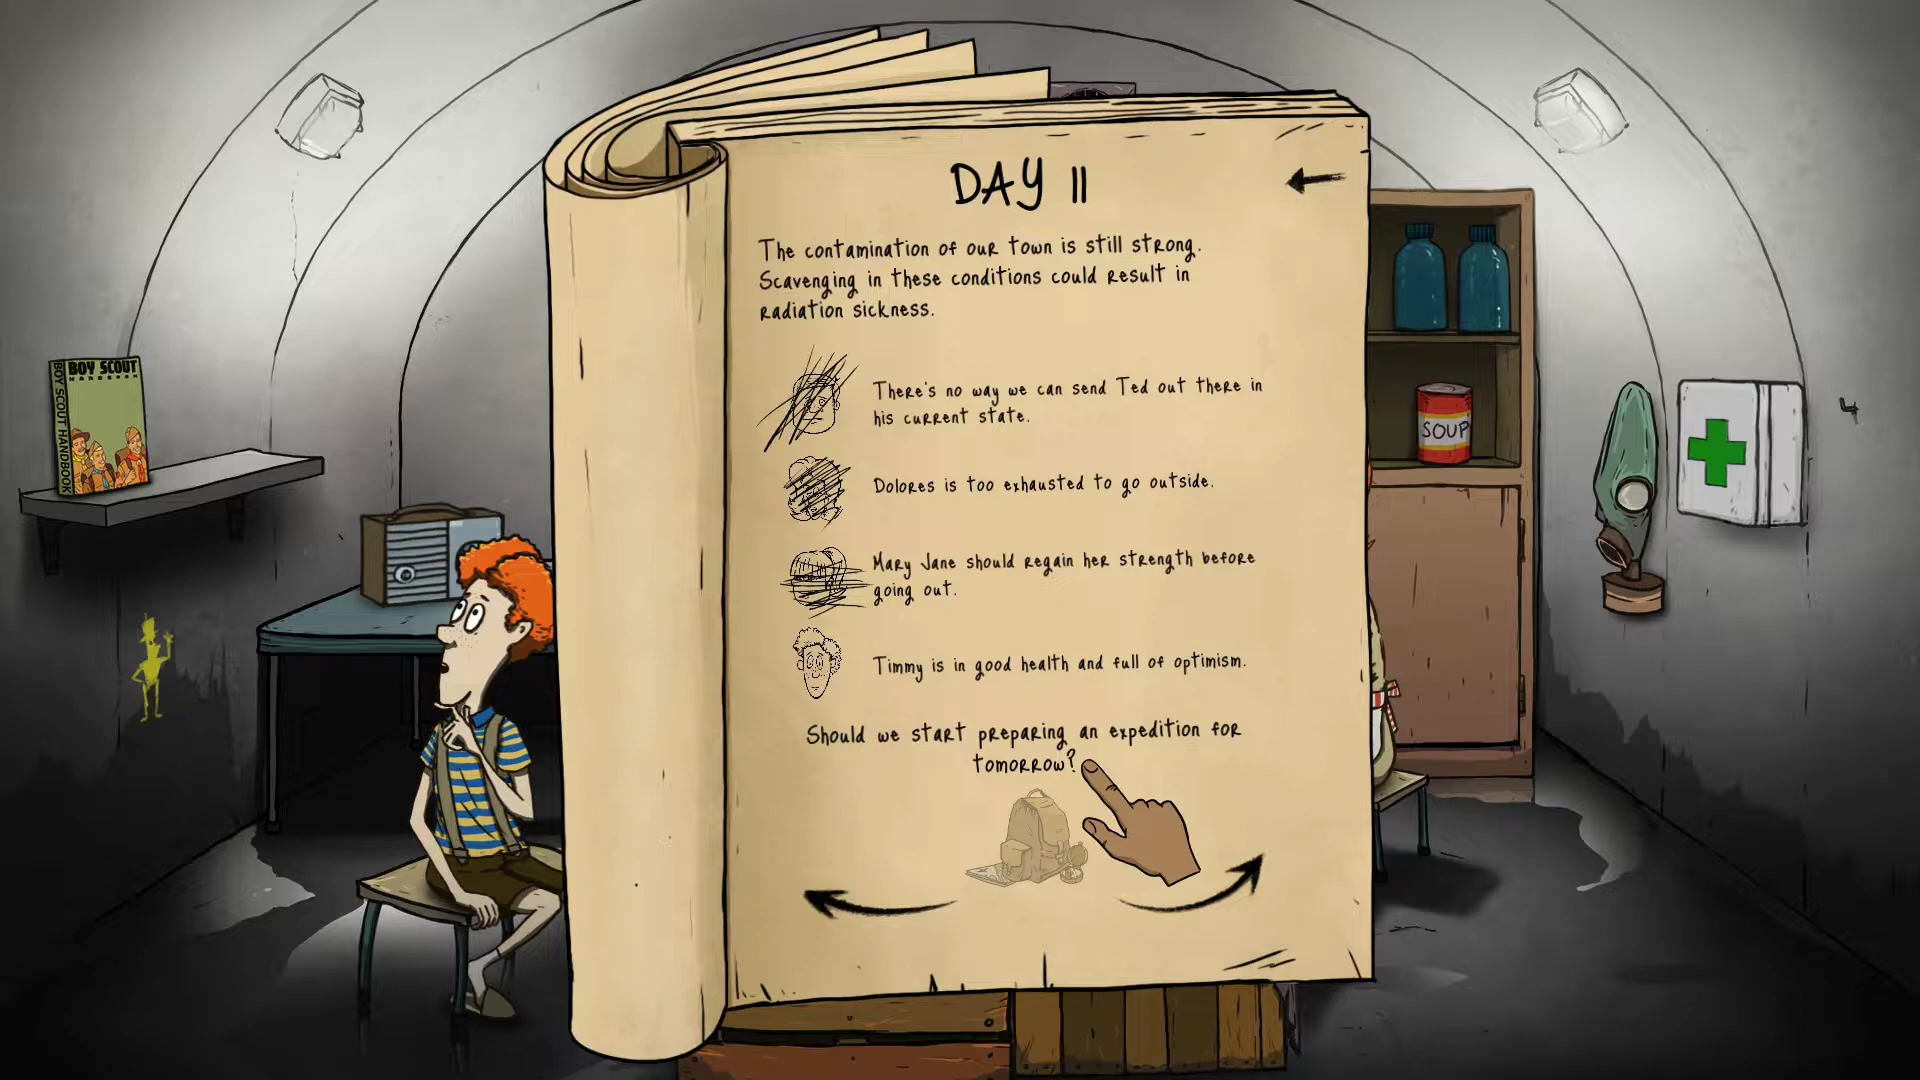 DAY 11
The contamination of our town is still strong.
Scavenging in these conditions could result in
radiation sickness.
There's no way we can send Ted out there in
his current state.
Dolores is too exhausted to go outside.
Mary Jane should regain her strength before
going out.
Timmy is in good health and full of optimism.
Should we start preparing an expedition for
tomorrow?
BOY SCOUT
HANDBOOK
BOY SCOUT HANDBOOK
SOUP